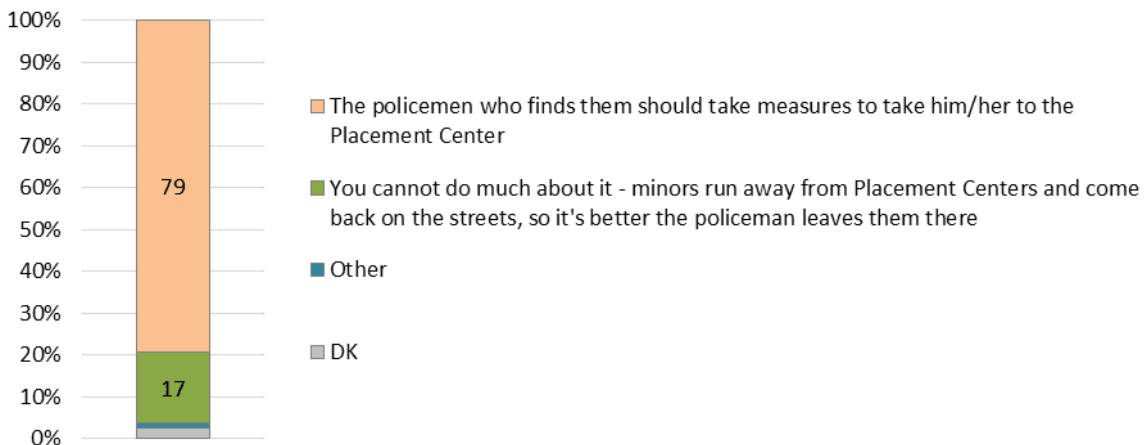 100%
90%
80%
70%
60%
50%
40%
30%
20%
10%
0%
79
17
The policemen who finds them should take measures to take him/her to the
Placement Center
You cannot do much about it - minors run away from Placement Centers and come
back on the streets, so it's better the policeman leaves them there
Other
DK